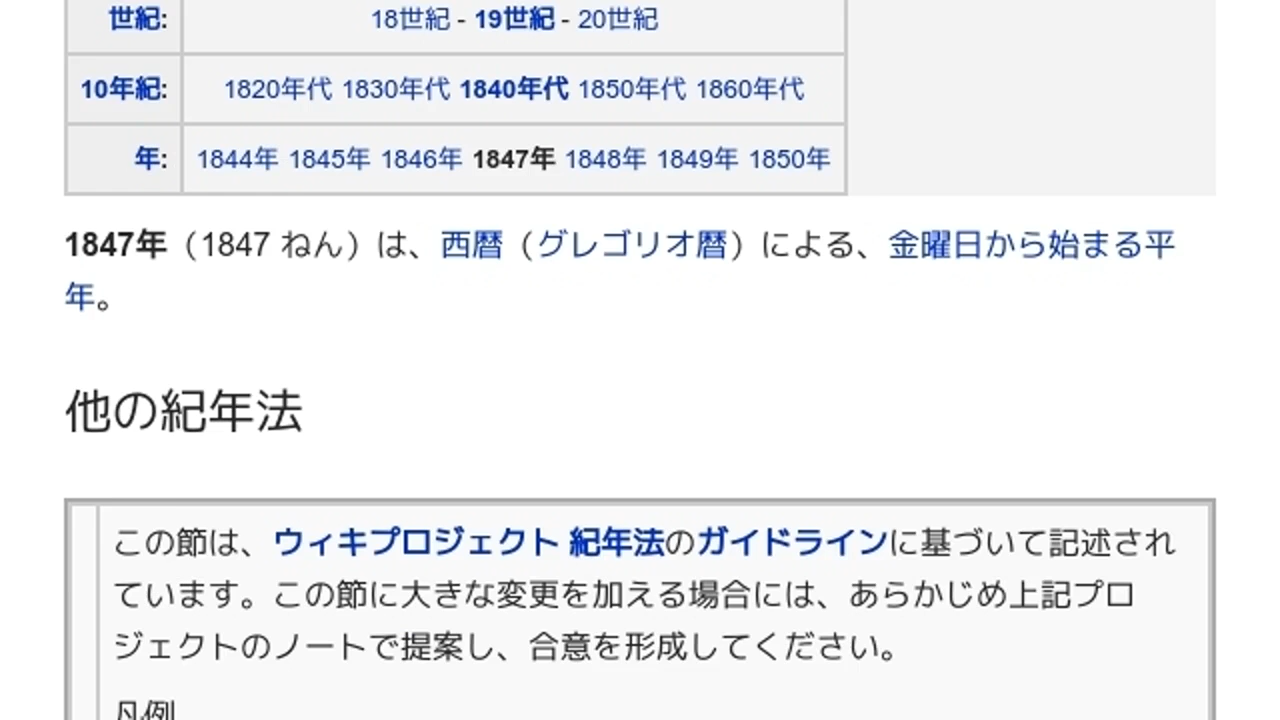 世紀: 18世紀 - 19世紀 - 20世紀
10年紀: 1820年代 1830年代 1840年代 1850年代 1860年代
年: 1844年 1845年 1846年 1847年 1848年 1849年 1850年
1847年（1847 ねん）は、西暦（グレゴリオ暦）による、金曜日から始まる平
年。
他の紀年法
この節は、ウィキプロジェクト 紀年法のガイドラインに基づいて記述され
ています。この節に大きな変更を加える場合には、あらかじめ上記プロ
ジェクトのノートで提案し、合意を形成してください。
凡例